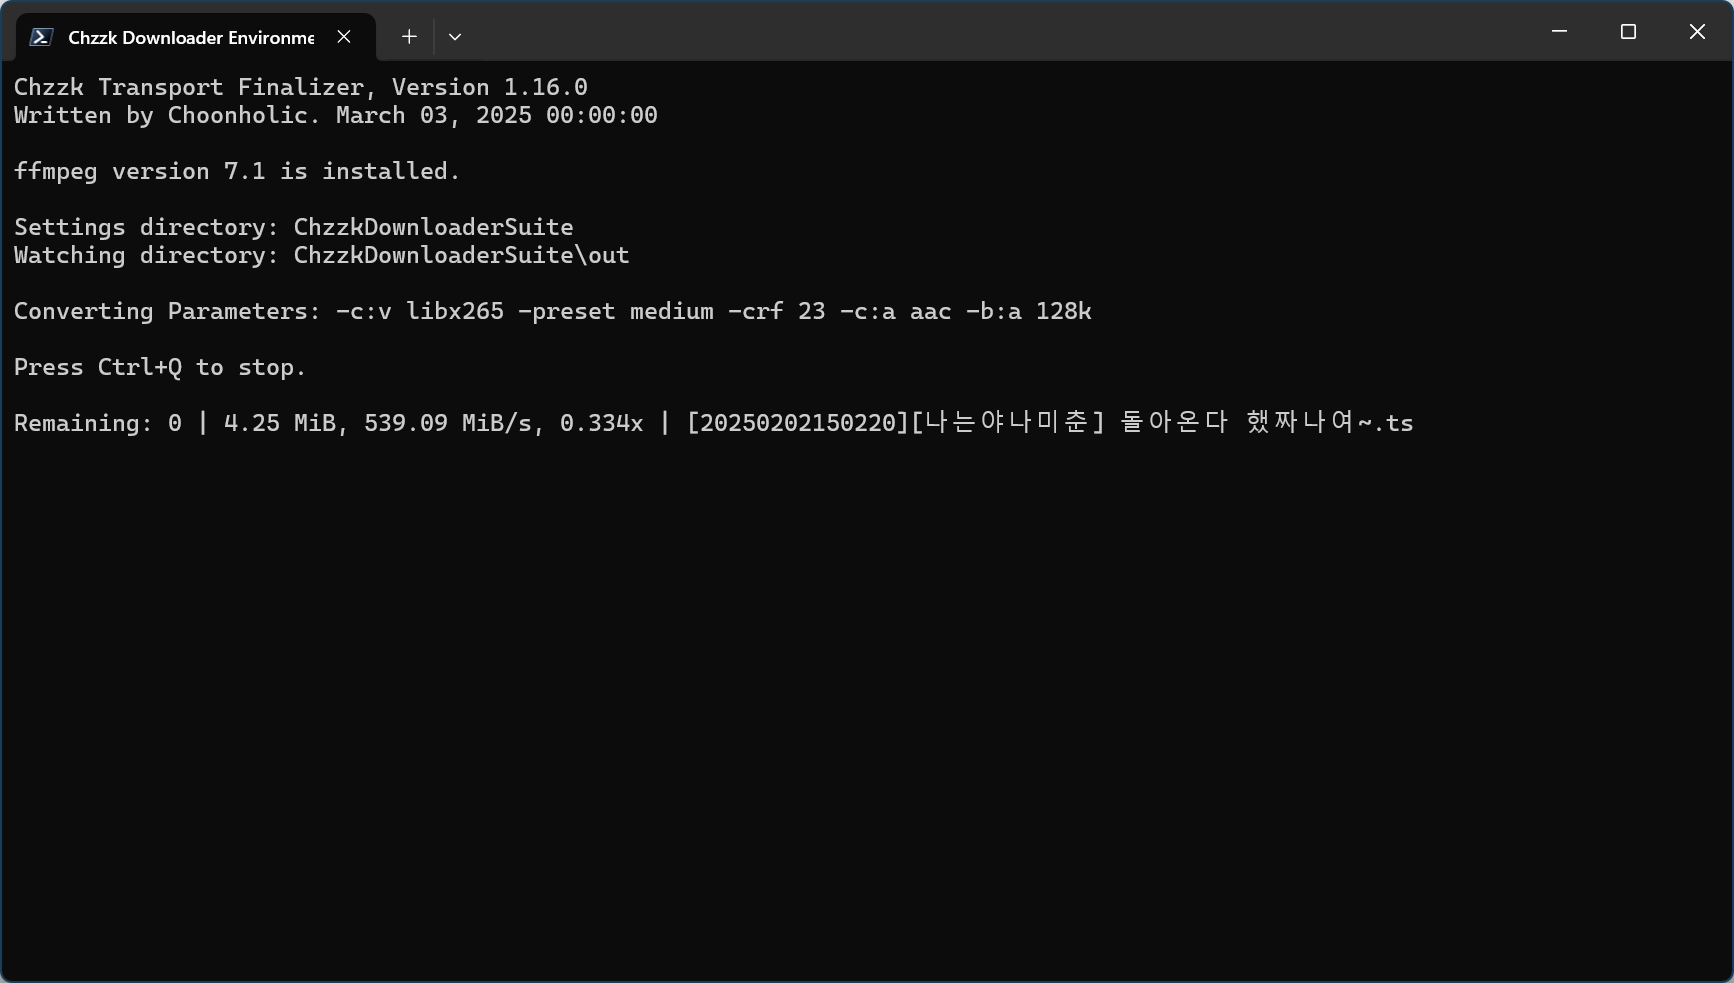 Chzzk Downloader Environme
Chzzk Transport Finalizer, Version 1.16.0
Written by Choonholic. March 03, 2025 00:00:00
ffmpeg version 7.1 is installed.
Settings directory: ChzzkDownloaderSuite
Watching directory: ChzzkDownloaderSuite\out
Converting Parameters: -c:v libx265 -preset medium -crf 23 -c:a aac -b:a 128k
Press Ctrl+Q to stop.
Remaining: 0 | 4.25 MiB, 539.09 MiB/s, 0.334x | [20250202150220][나는야나미춘] 돌아온다 했짜나여~.ts